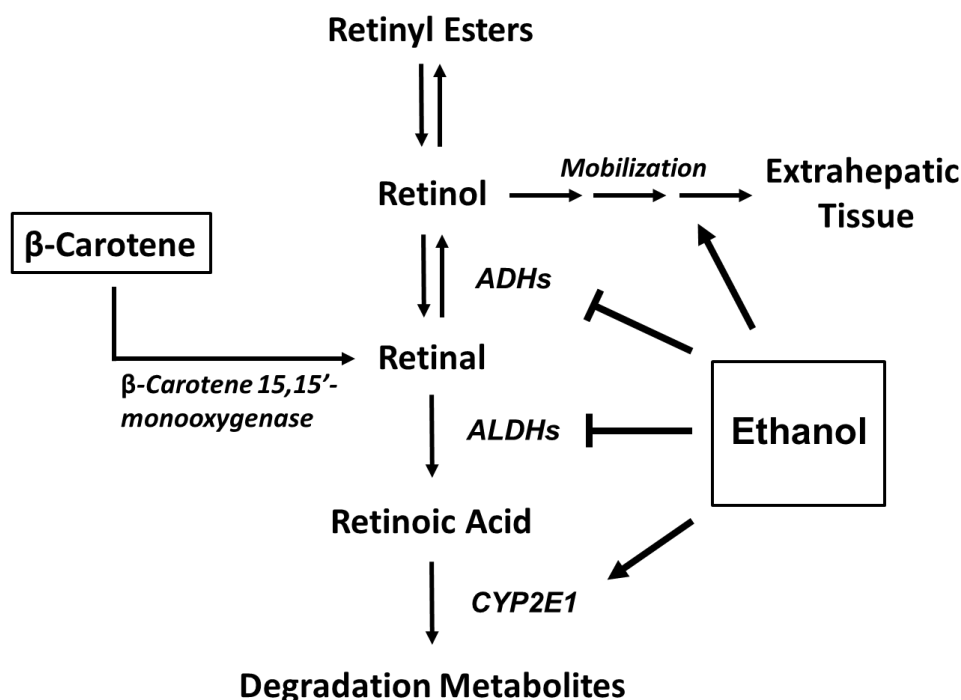 Retinyl Esters
Mobilization
Extrahepatic
Tissue
Retinol
β-Carotene
ADHs
Retinal
β-Carotene 15,15’-
monooxygenase
ALDHs
Ethanol
Retinoic Acid
CYP2E1
Degradation Metabolites